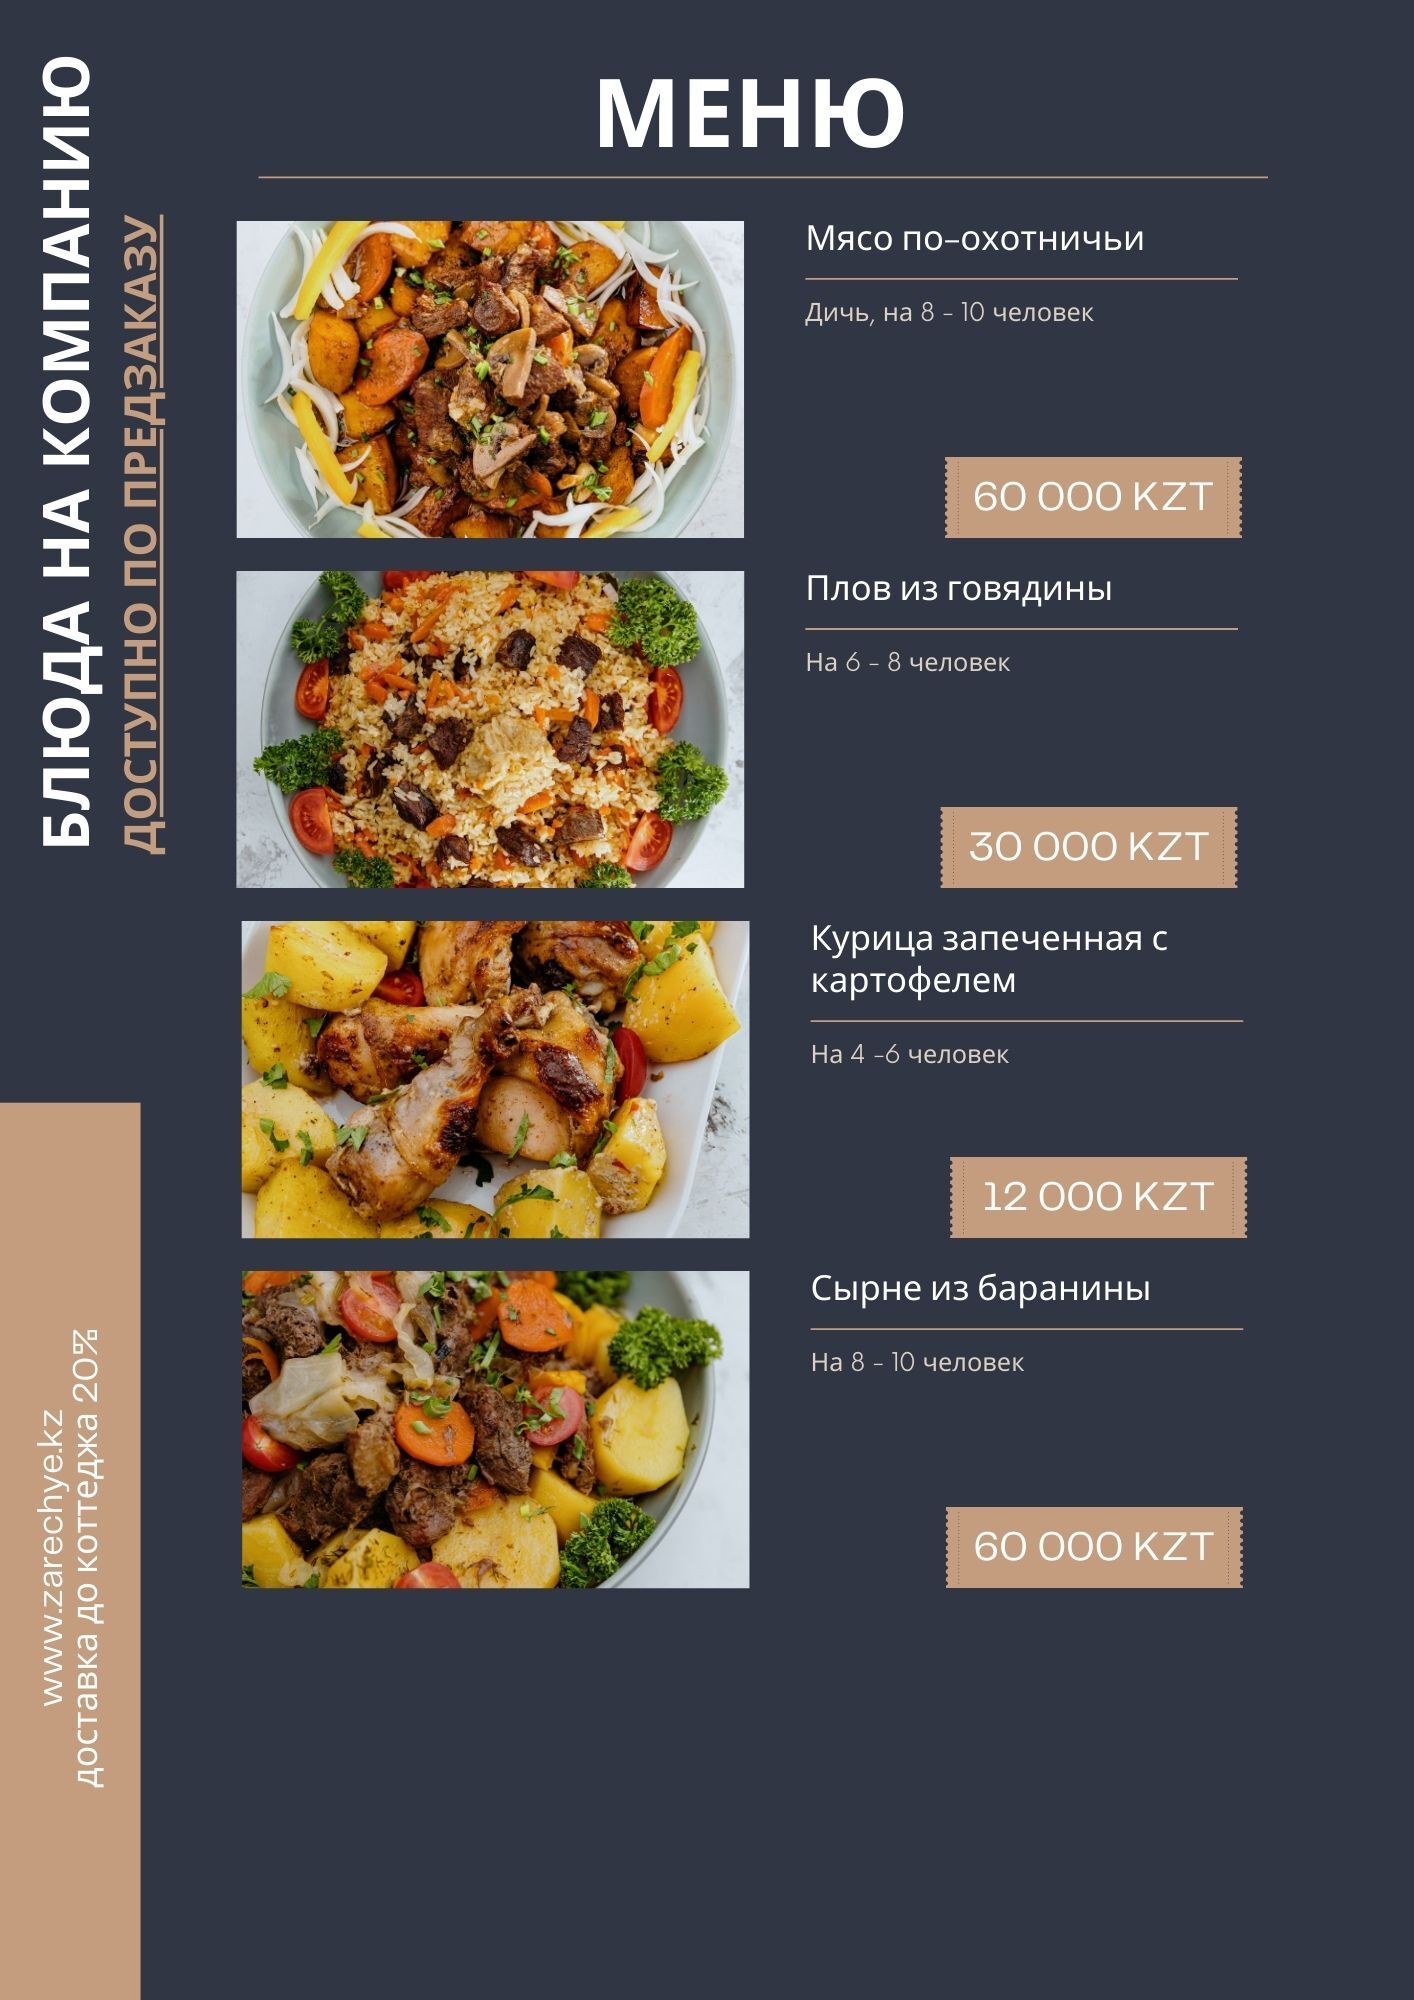 БЛЮДА НА КОМПАНИЮ
ДОСТУПНО ПО ПРЕДЗАКАЗУ
МЕНЮ
Мясо по-охотничьи
Дичь, на 8 - 10 человек
60 000 KZT
Плов из говядины
На 6 - 8 человек
30 000 KZT
Курица запеченная с
картофелем
На 4 -6 человек
12 000 KZT
Сырне из баранины
На 8 - 10 человек
60 000 KZT
www.zarechye.kz
доставка до коттеджа 20%